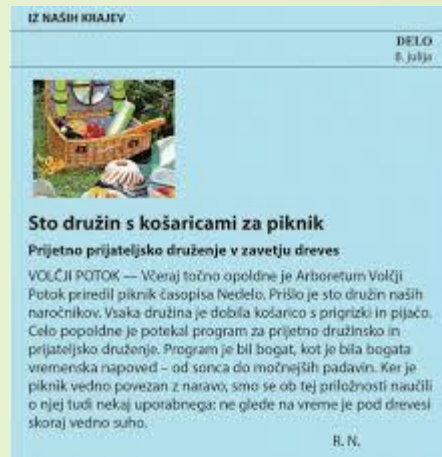 IZ NAŠIH KRAJEV
DELO
8. julija
Sto družin s košaricami za piknik
Prijetno prijateljsko druženje v zavetju dreves
VOLČJI POTOK — Včeraj točno opoldne je Arboretum Volčji
Potok priredil piknik časopisa Nedelo. Prišlo je sto družin naših
naročnikov. Vsaka družina je dobila košarico s prigrizki in pijačo.
Celo popoldne je potekal program za prijetno družinsko in
prijateljsko druženje. Program je bil bogat, kot je bila bogata
vremenska napoved – od sonca do močnejših padavin. Ker je
piknik vedno povezan z naravo, smo se ob tej priložnosti naučili
o njej tudi nekaj uporabnega: ne glede na vreme je pod drevesi
skoraj vedno suho.
R. N.